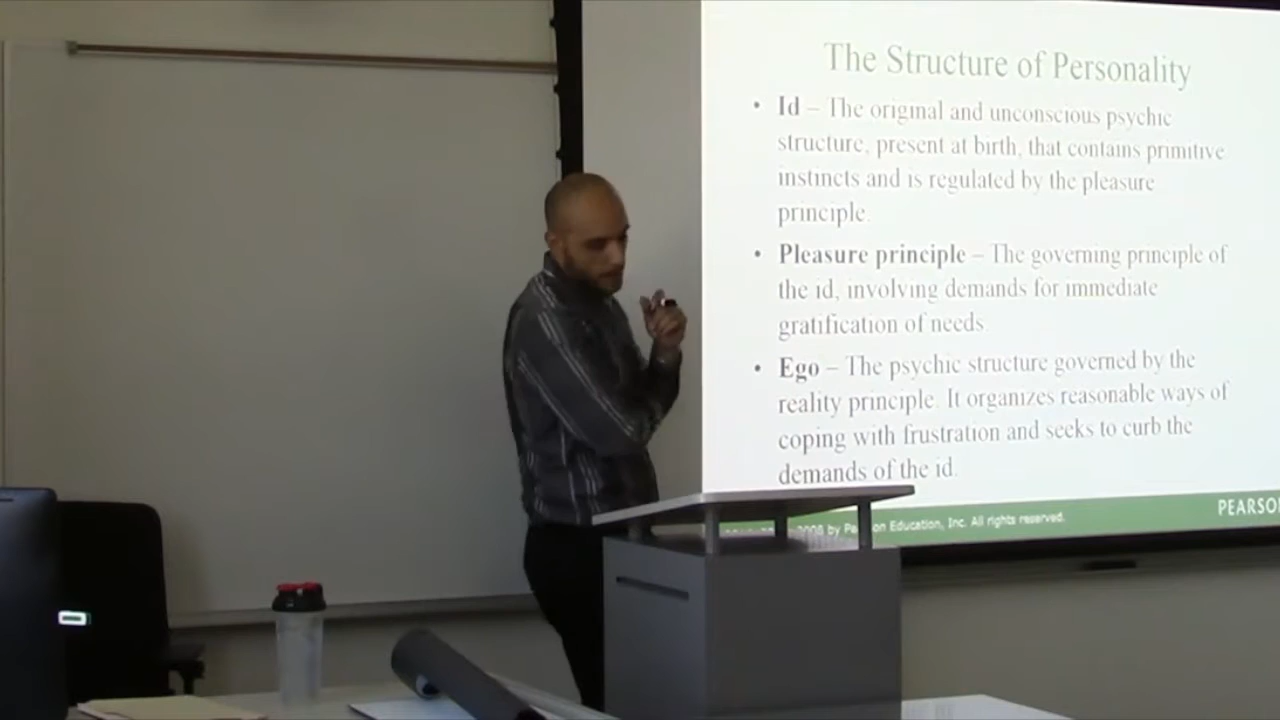 The Structure of Personality
• Id – The original and unconscious psychic
structure, present at birth, that contains primitive
instincts and is regulated by the pleasure
principle.
• Pleasure principle – The governing principle of
the id, involving demands for immediate
gratification of needs.
• Ego – The psychic structure governed by the
reality principle. It organizes reasonable ways of
coping with frustration and seeks to curb the
demands of the id.
2008 by Pe on Education, Inc. All rights reserved.
PEARSO